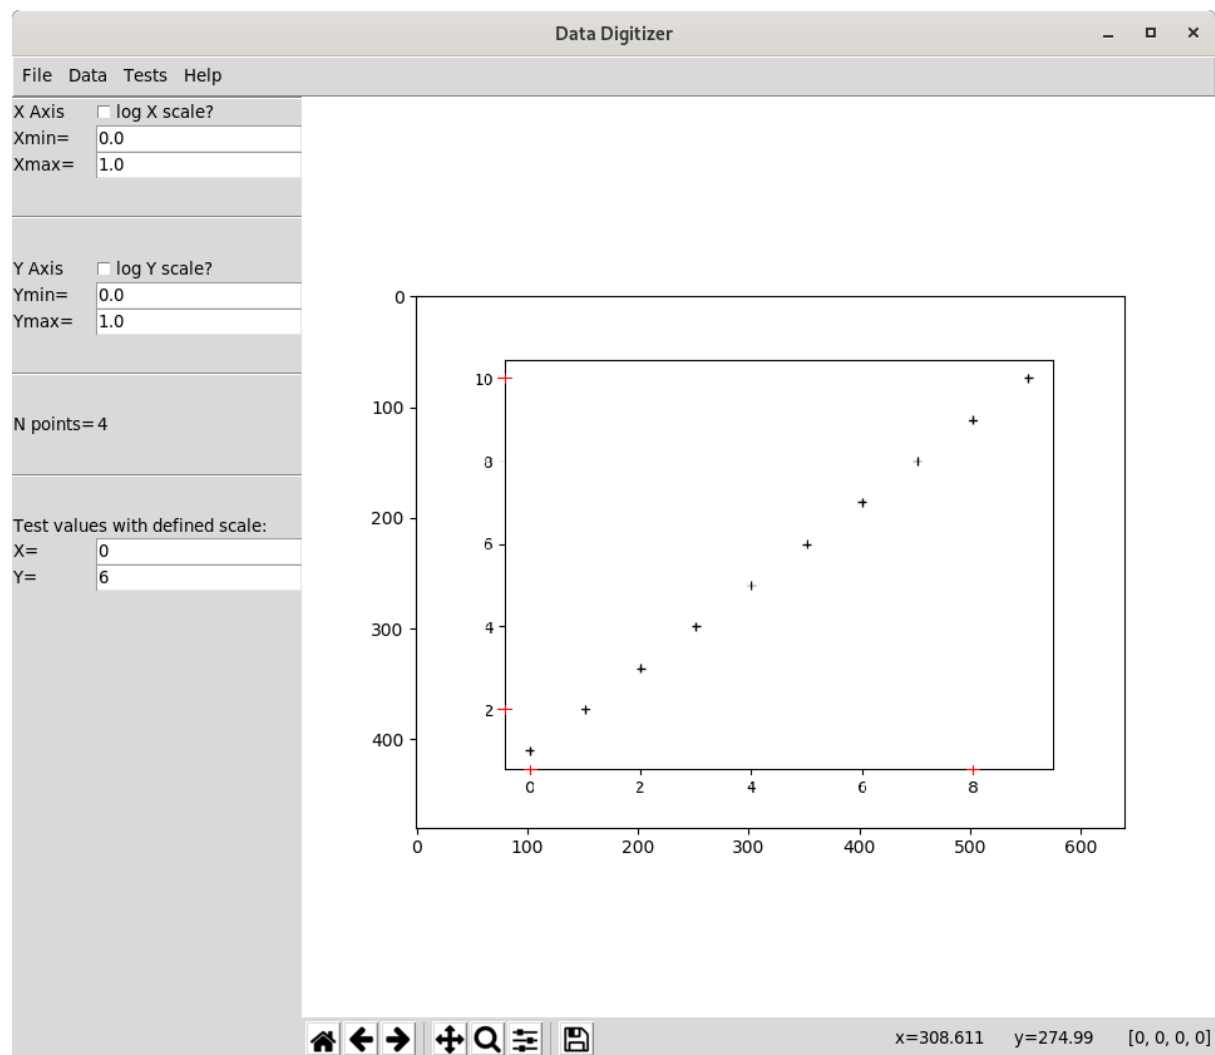 Data Digitizer
File Data Tests Help
X Axis log X scale?
Xmin= 0.0
Xmax= 1.0
Y Axis log Y scale?
Ymin= 0.0
Ymax= 1.0
N points= 4
Test values with defined scale:
X= 0
Y= 6
0
100
200
300
400
10
8
6
4
2
0 2 4 6 8
0 100 200 300 400 500 600
x=308.611 y=274.99 [0, 0, 0, 0]